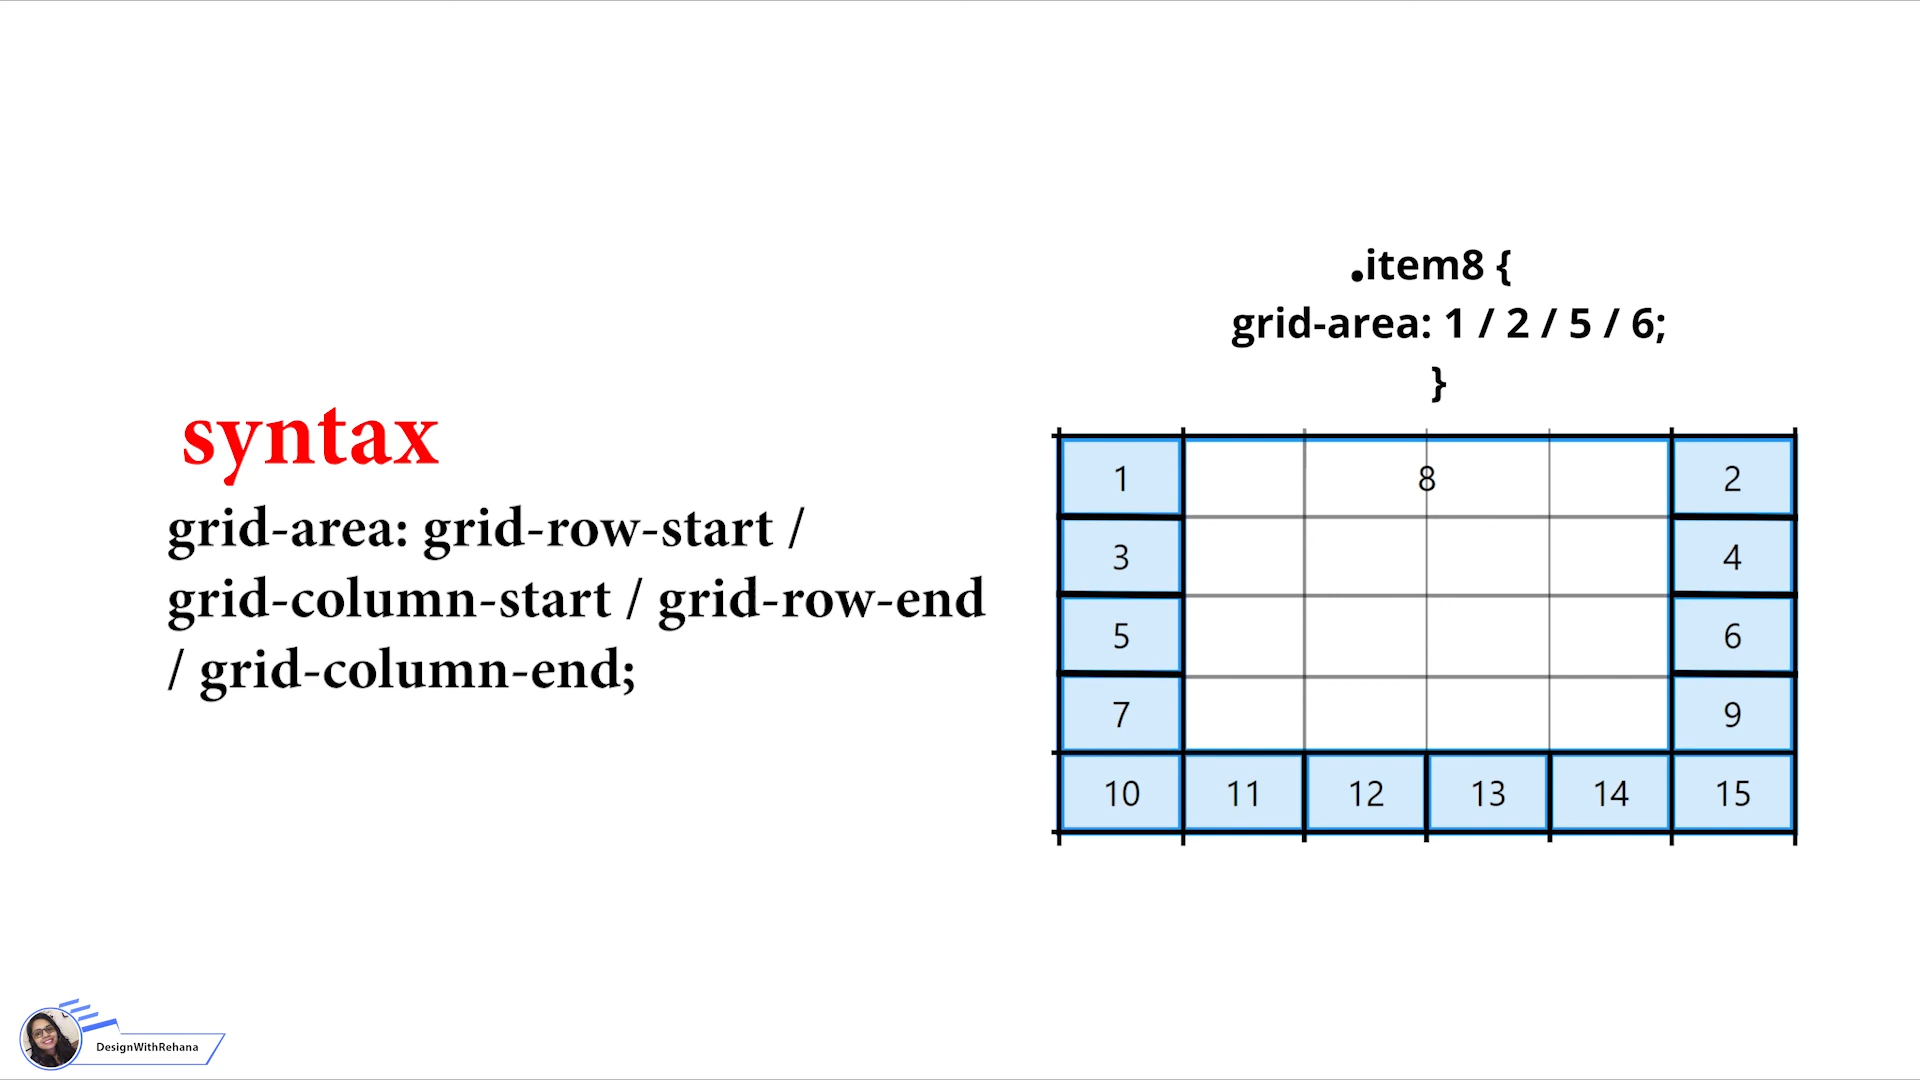 syntax
grid-area: grid-row-start /
grid-column-start / grid-row-end
/ grid-column-end;
.item8 {
grid-area: 1 / 2 / 5 / 6;
}
1 8 2
3 4
5 6
7 9
10 11 12 13 14 15
DesignWithRehana